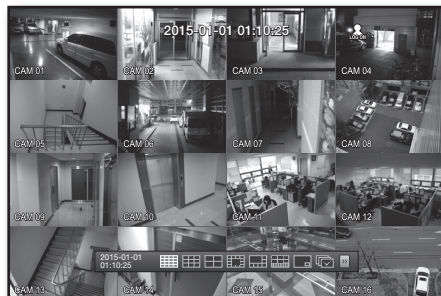 2015-01-01 01:10:25
LOG ON
CAM 01
CAM 02
CAM 03
CAM 04
CAM 05
CAM 06
CAM 07
CAM 08
CAM 09
CAM 10
CAM 11
CAM 12
2015-01-01
01:10:25
CAM 13
CAM 14
CAM 15
CAM 16